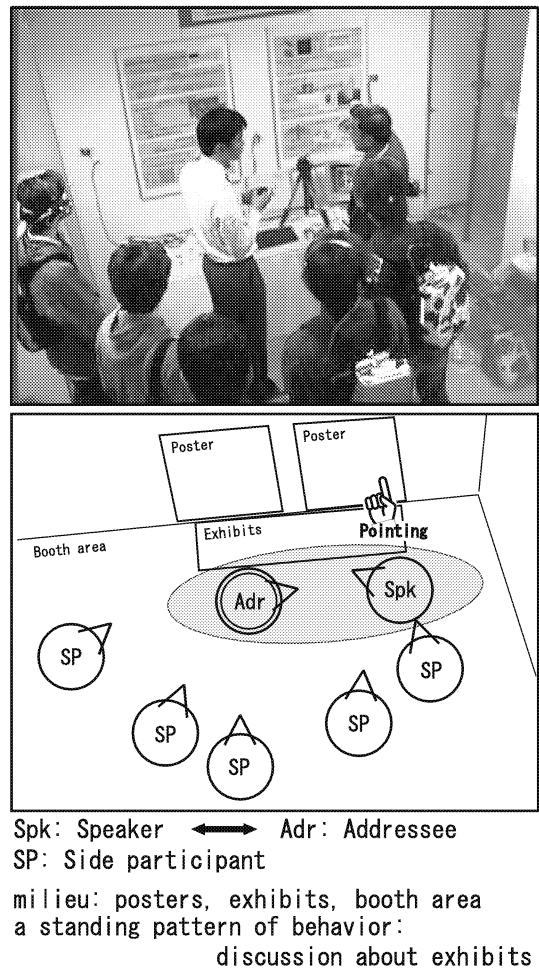 Poster
Poster
Exhibits
Pointing
Booth area
Adr
Spk
SP
SP
SP
SP
SP
Spk: Speaker ⟷ Adr: Addressee
SP: Side participant
milieu: posters, exhibits, booth area
a standing pattern of behavior:
discussion about exhibits